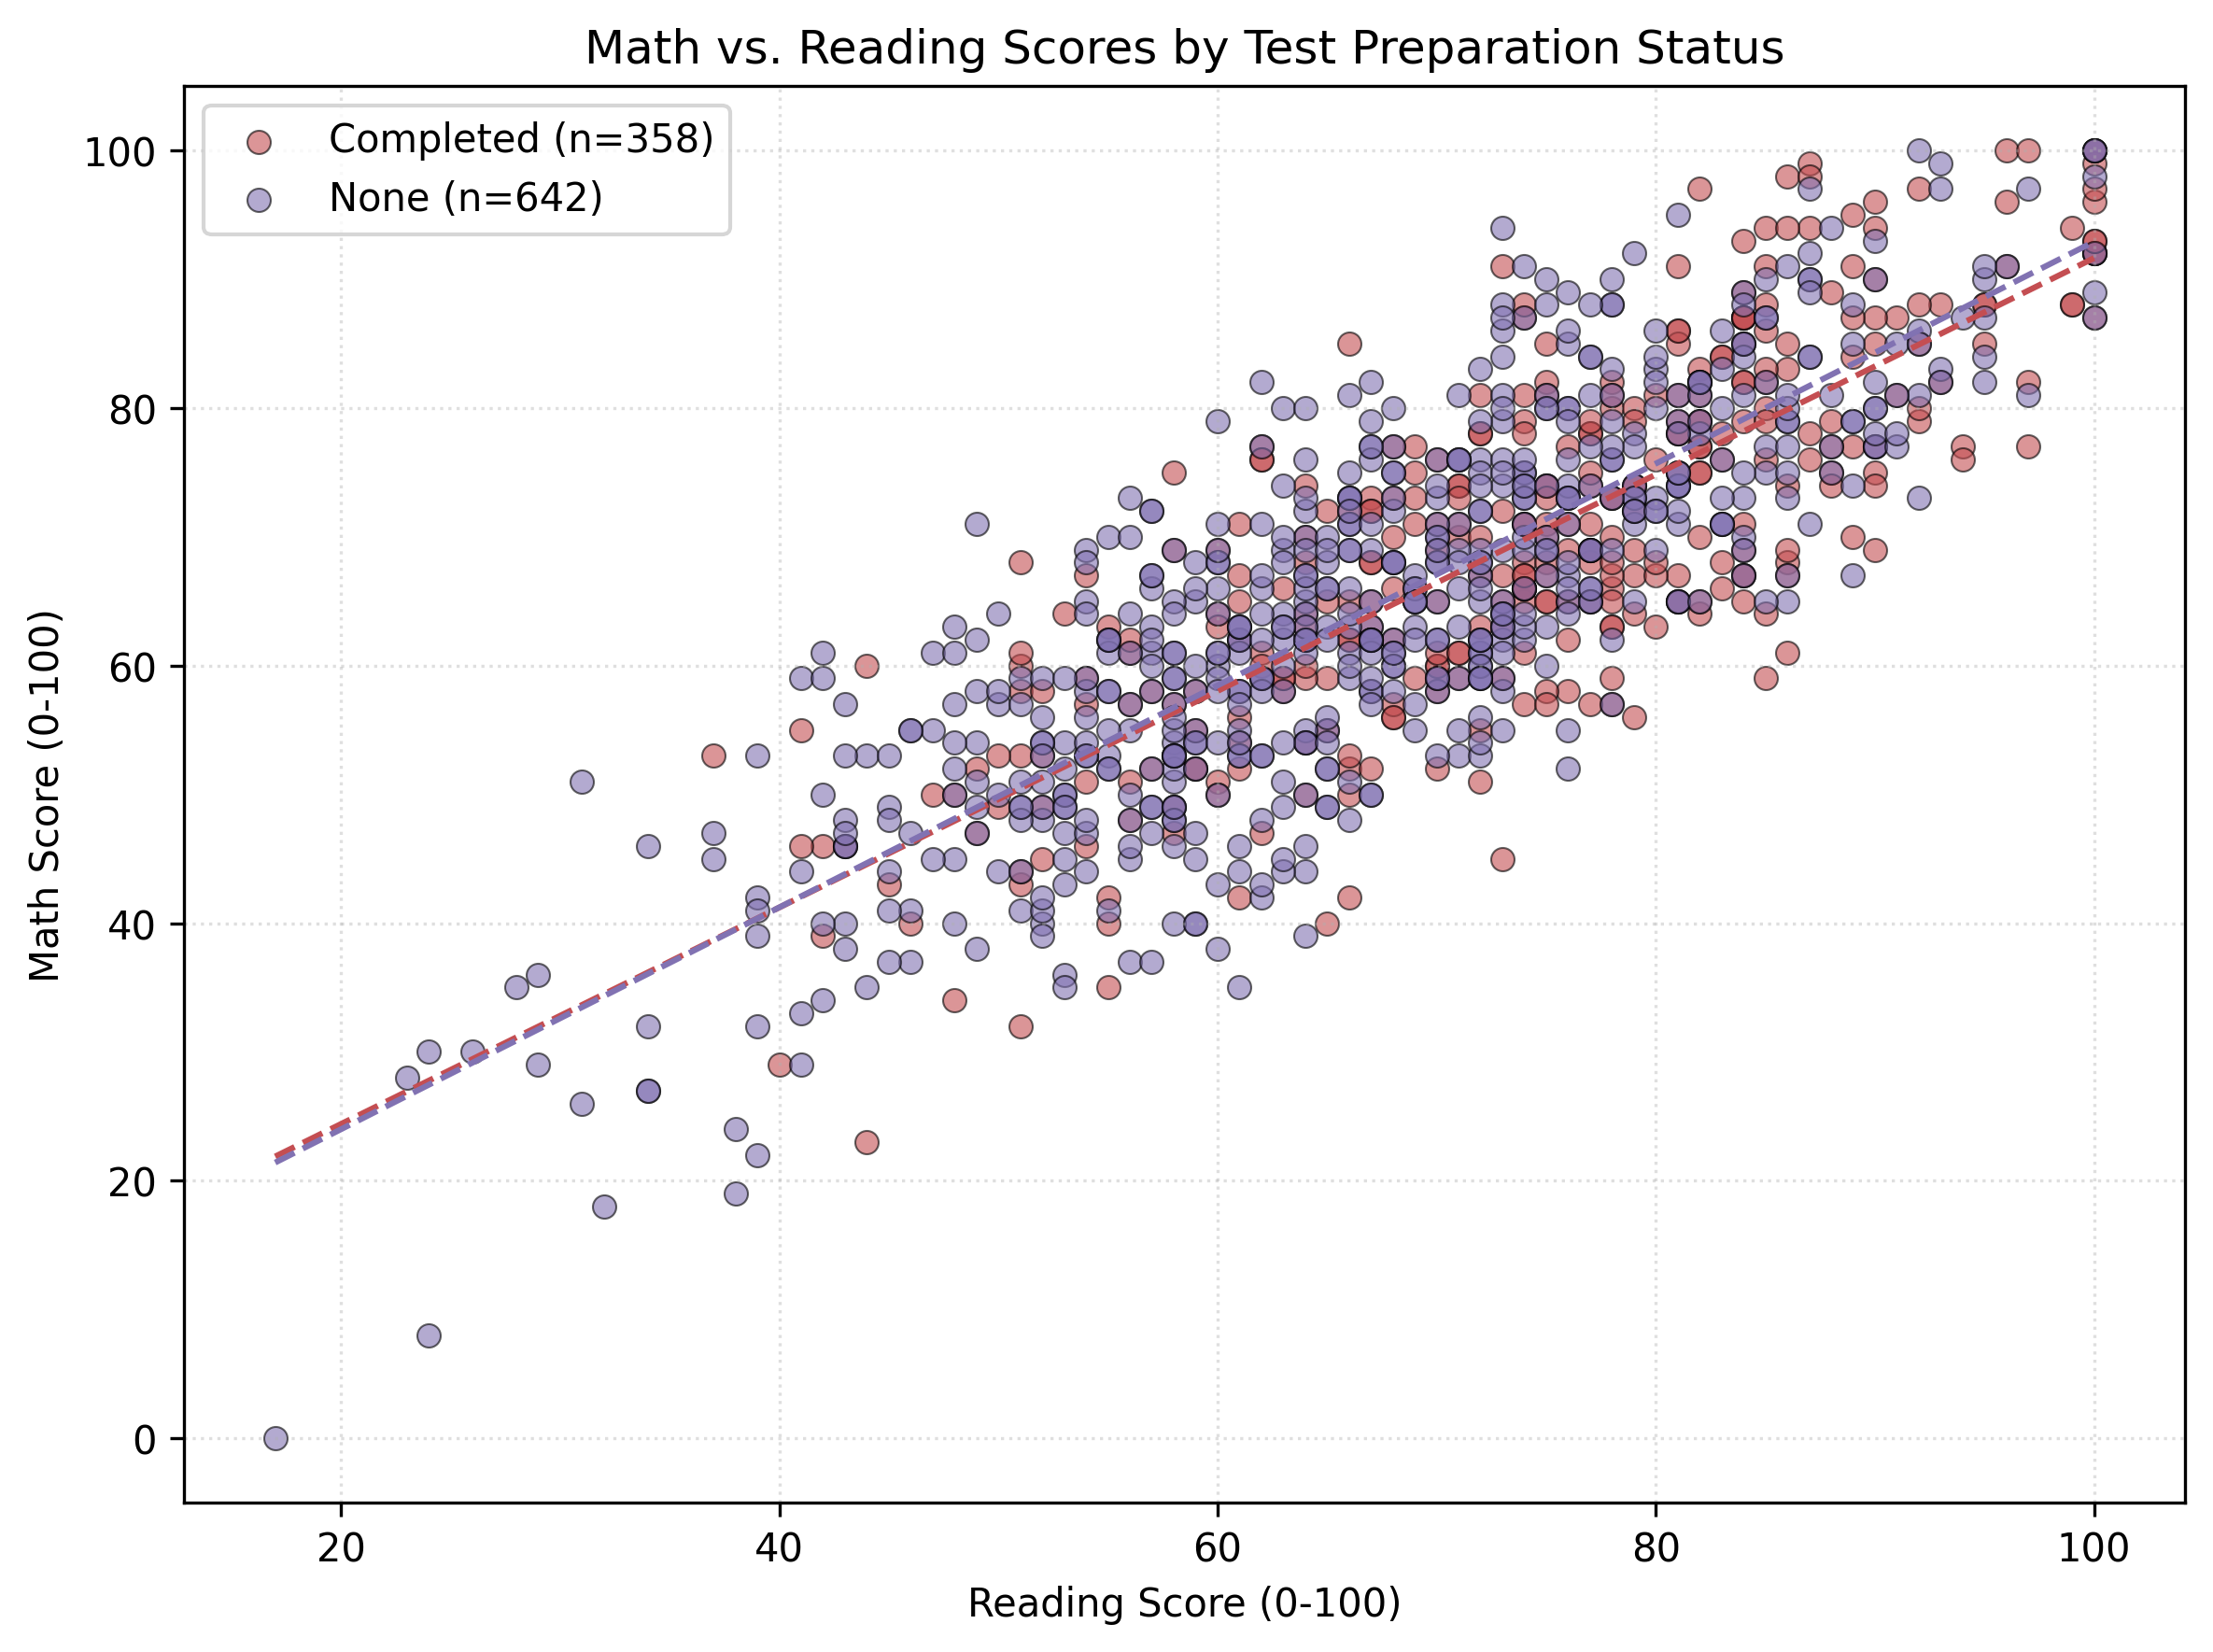 Math vs. Reading Scores by Test Preparation Status
Completed (n=358)
None (n=642)
100
80
60
40
20
0
Math Score (0-100)
20 40 60 80 100
Reading Score (0-100)